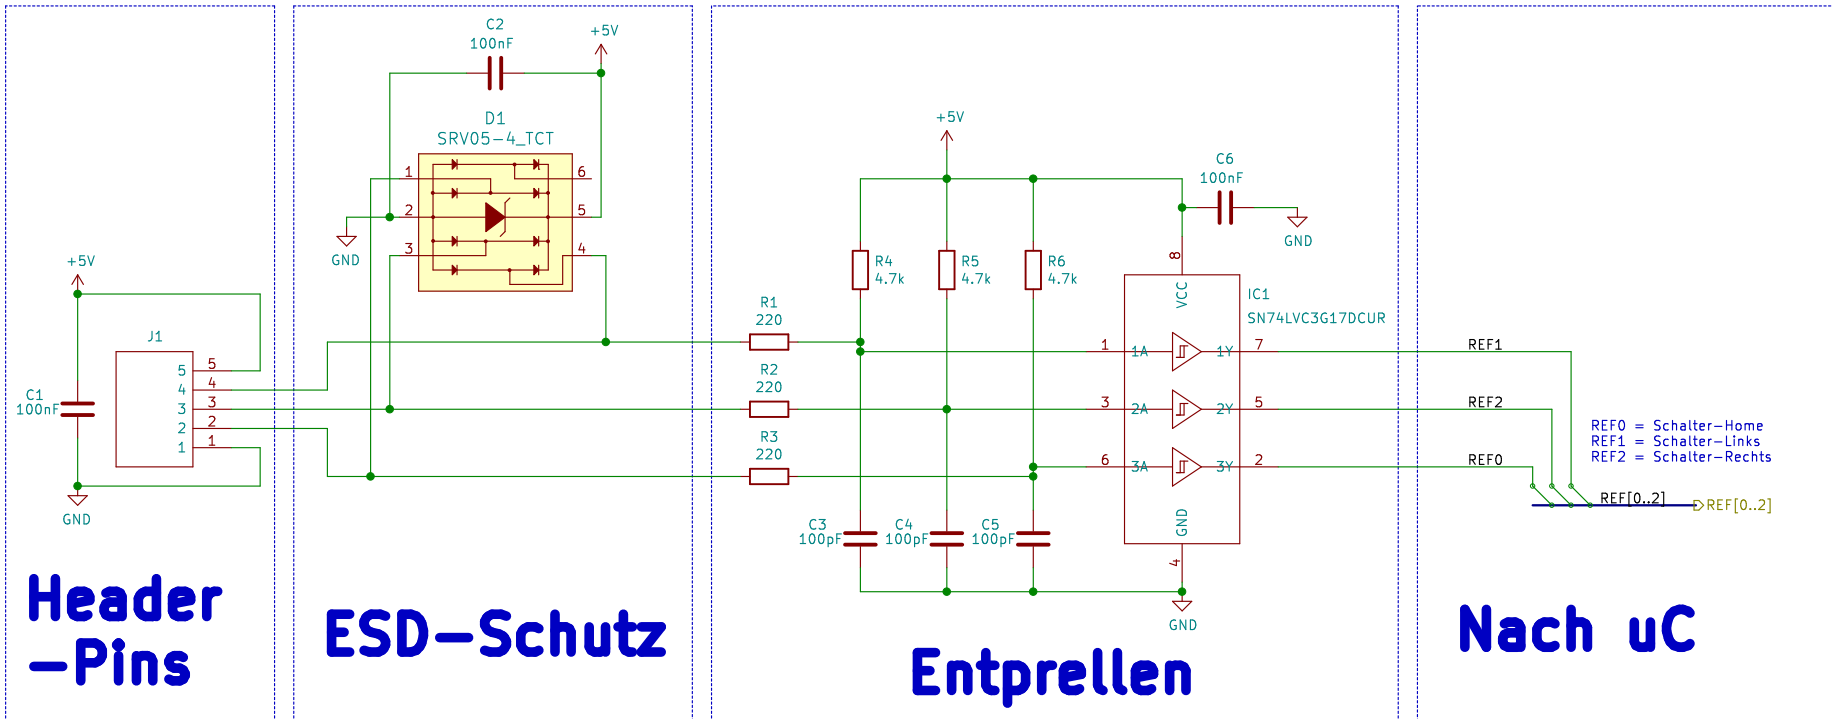 C2
100nF
+5V
D1
SRV05-4_TCT
1
2
3
6
5
4
GND
+5V
J1
C1
100nF
5
4
3
2
1
5
4
3
2
1
GND
Header
-Pins
ESD-Schutz
R1
220
R2
220
R3
220
+5V
R4
4.7k
R5
4.7k
R6
4.7k
C6
100nF
GND
8
VCC
IC1
SN74LVC3G17DCUR
1
1A
1Y
7
3
2A
2Y
5
6
3A
3Y
2
GND
4
GND
C3
100pF
C4
100pF
C5
100pF
Entprellen
REF1
REF2
REF0
REF0 = Schalter-Home
REF1 = Schalter-Links
REF2 = Schalter-Rechts
REF[0..2]
REF[0..2]
Nach uC